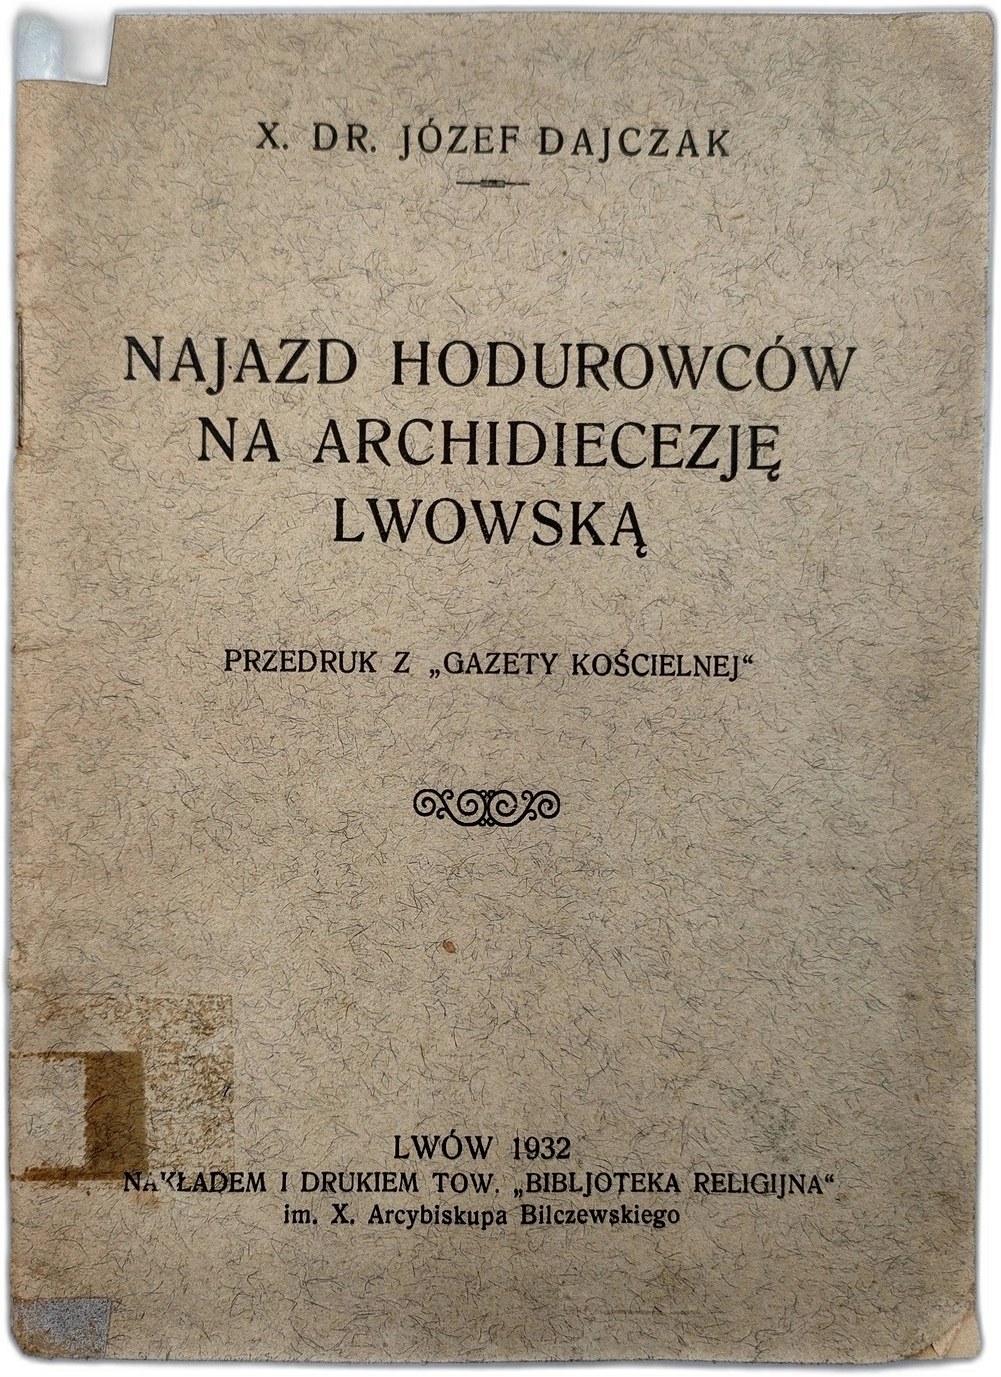 X. DR. JÓZEF DAJCZAK
NAJAZD HODUROWCÓW
NA ARCHIDIECEZJĘ
LWOWSKĄ
PRZEDRUK Z „GAZETY KOŚCIELNEJ“
LWÓW 1932
NAKŁADEM I DRUKIEM TOW. „BIBLJOTEKA RELIGIJNA“
im. X. Arcybiskupa Bilczewskiego